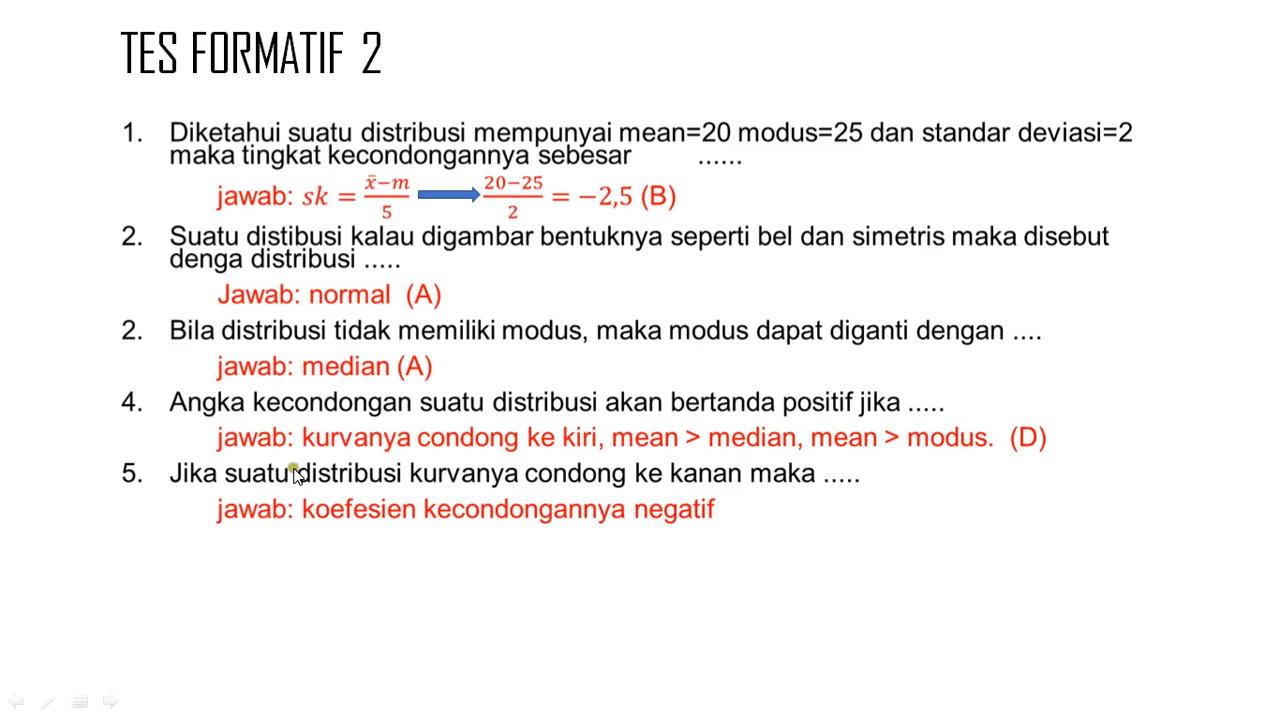 TES FORMATIF 2
1. Diketahui suatu distribusi mempunyai mean=20 modus=25 dan standar deviasi=2
maka tingkat kecondongannya sebesar ......
jawab: sk = (x̄−m)/5 → (20−25)/2 = −2,5 (B)
2. Suatu distibusi kalau digambar bentuknya seperti bel dan simetris maka disebut
denga distribusi .....
Jawab: normal (A)
2. Bila distribusi tidak memiliki modus, maka modus dapat diganti dengan ....
jawab: median (A)
4. Angka kecondongan suatu distribusi akan bertanda positif jika .....
jawab: kurvanya condong ke kiri, mean > median, mean > modus. (D)
5. Jika suatu distribusi kurvanya condong ke kanan maka .....
jawab: koefesien kecondongannya negatif